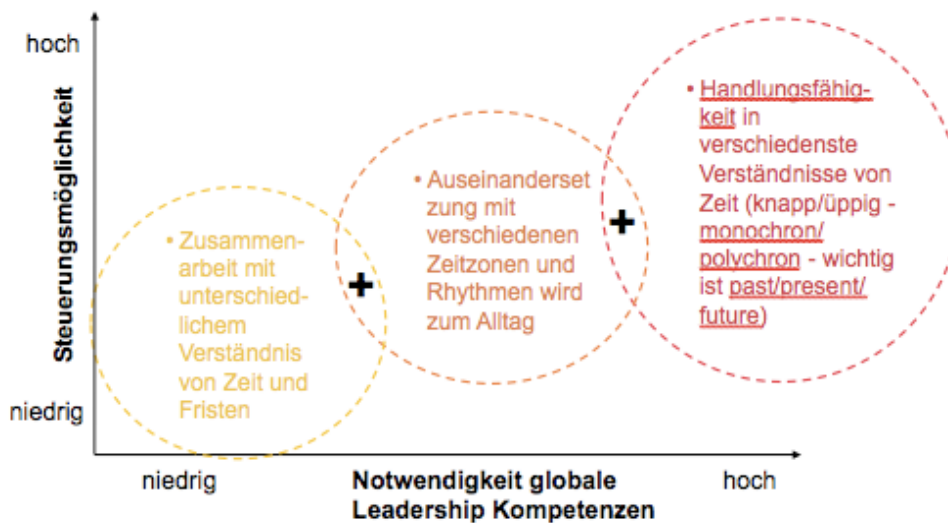 hoch
Steuerungsmöglichkeit
niedrig
• Zusammen-
arbeit mit
unterschied-
lichem
Verständnis
von Zeit und
Fristen
+
• Auseinanderset
zung mit
verschiedenen
Zeitzonen und
Rhythmen wird
zum Alltag
+
• Handlungsfähig-
keit in
verschiedenste
Verständnisse von
Zeit (knapp/üppig -
monochron/
polychron - wichtig
ist past/present/
future)
niedrig
Notwendigkeit globale
Leadership Kompetenzen
hoch